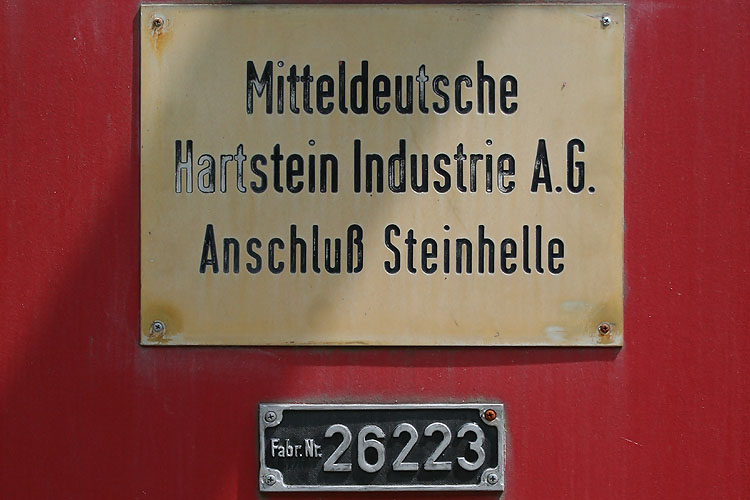 Mitteldeutsche
Hartstein Industrie A.G.
Anschluß Steinhelle
Fabr. Nr. 26223